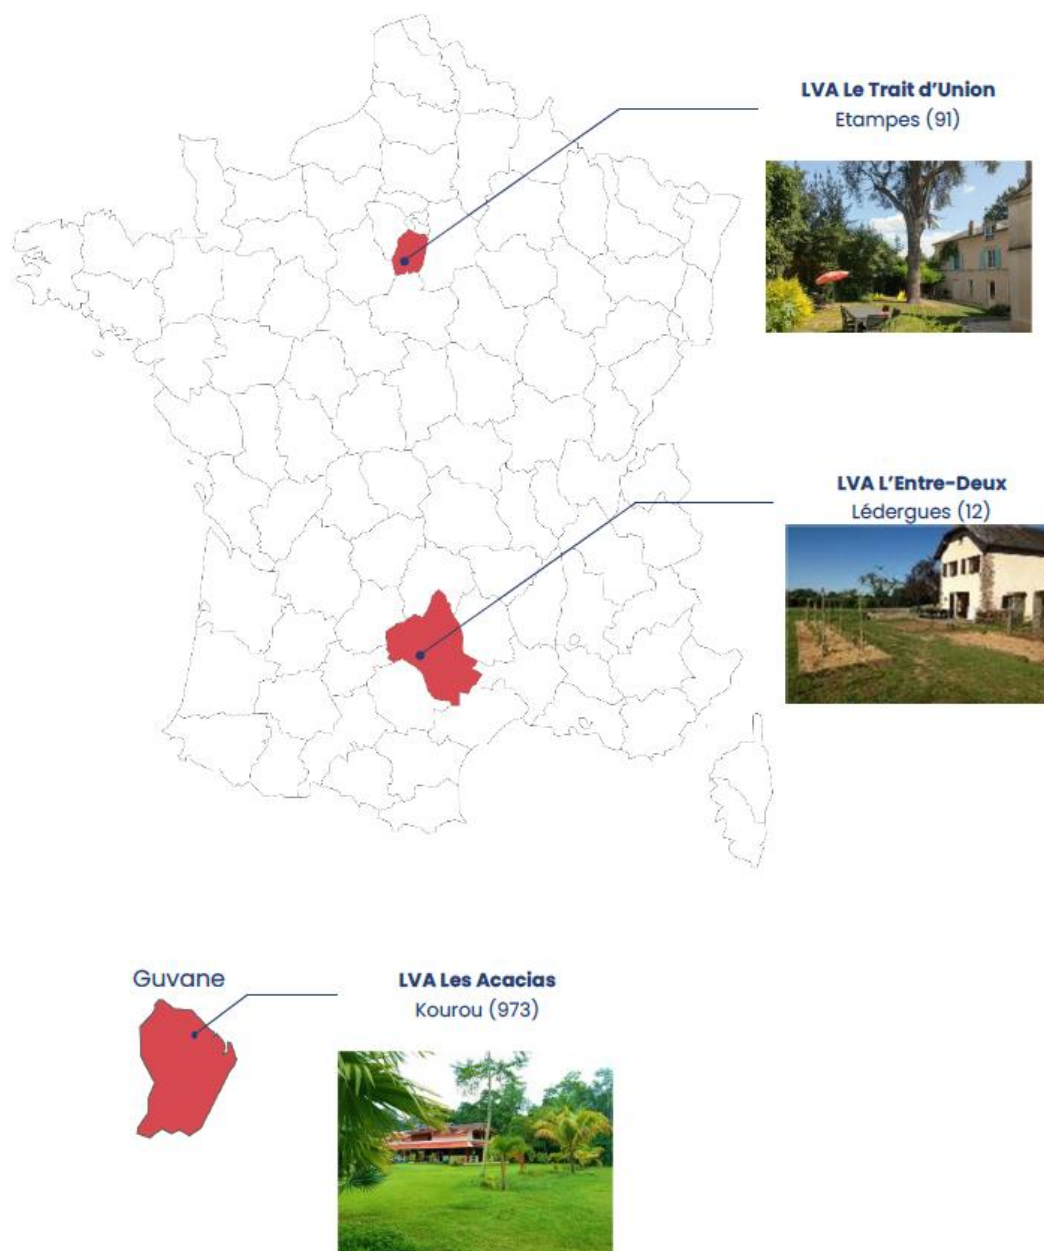 LVA Le Trait d'Union
Etampes (91)
LVA L'Entre-Deux
Lédergues (12)
Guvane
LVA Les Acacias
Kourou (973)